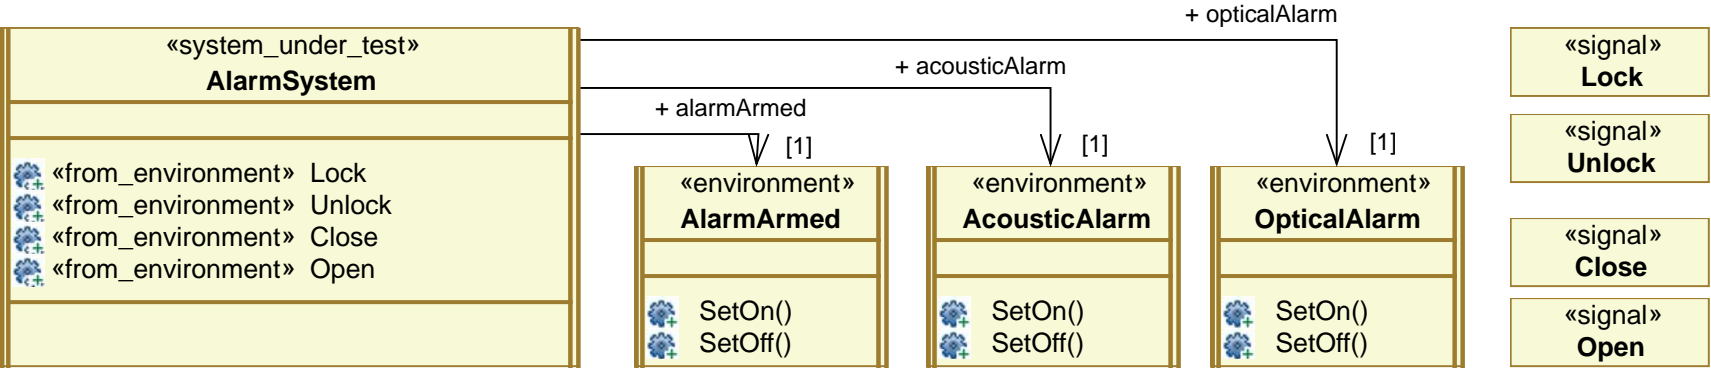 + opticalAlarm
«system_under_test»
AlarmSystem
+ acousticAlarm
+ alarmArmed
[1]
[1]
[1]
«from_environment» Lock
«from_environment» Unlock
«from_environment» Close
«from_environment» Open
«environment»
AlarmArmed
SetOn()
SetOff()
«environment»
AcousticAlarm
SetOn()
SetOff()
«environment»
OpticalAlarm
SetOn()
SetOff()
«signal»
Lock
«signal»
Unlock
«signal»
Close
«signal»
Open